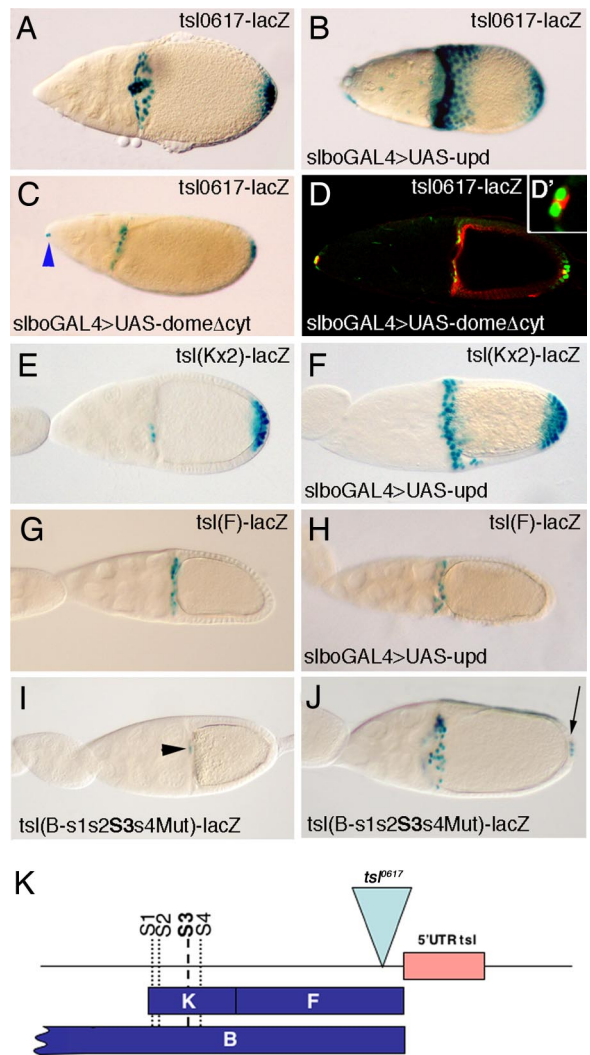 A
tsl0617-lacZ
B
tsl0617-lacZ
slboGAL4>UAS-upd
C
tsl0617-lacZ
slboGAL4>UAS-domeΔcyt
D
tsl0617-lacZ
D'
slboGAL4>UAS-domeΔcyt
E
tsl(Kx2)-lacZ
F
tsl(Kx2)-lacZ
slboGAL4>UAS-upd
G
tsl(F)-lacZ
H
tsl(F)-lacZ
slboGAL4>UAS-upd
I
tsl(B-s1s2S3s4Mut)-lacZ
J
tsl(B-s1s2S3s4Mut)-lacZ
K
S1
S2
S3
S4
tsl0617
5'UTR tsl
K
F
B